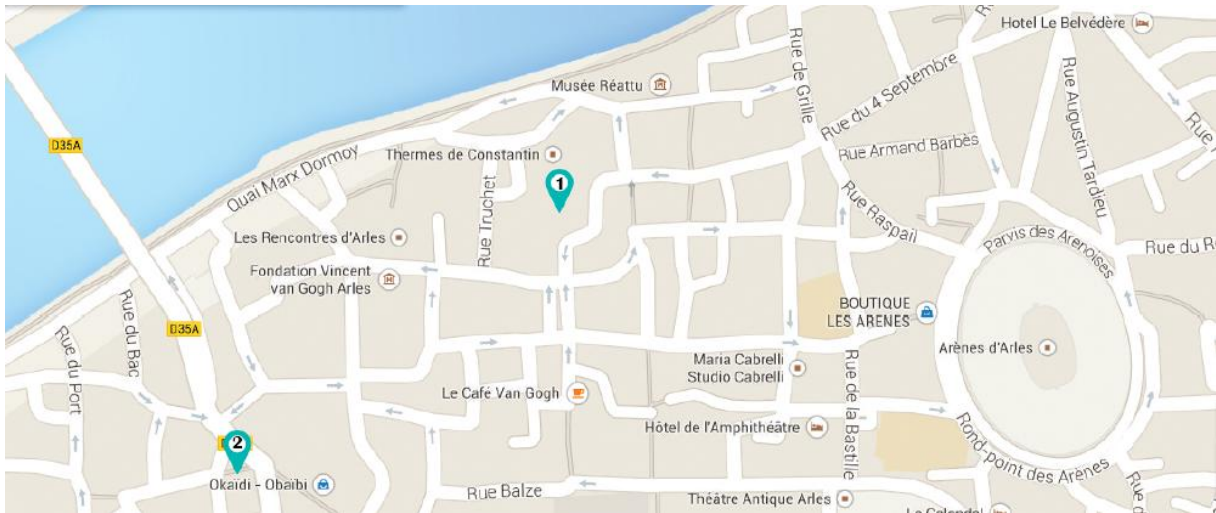 Hotel Le Belvédère
Musée Réattu
Rue de Grille
Rue du 4 Septembre
Rue Augustin Tardieu
D35A
Quai Marx Dormoy
Thermes de Constantin
Rue Armand Barbès
1
Rue Truchet
Rue Raspail
Les Rencontres d'Arles
Parvis des Arenoises
Fondation Vincent
van Gogh Arles
BOUTIQUE
LES ARENES
Rue du Bac
D35A
Rue du Port
Arènes d'Arles
Maria Cabrelli
Studio Cabrelli
Le Café Van Gogh
Rue de la Bastille
Hôtel de l'Amphithéâtre
2
Rond-point des Arènes
Okaïdi - Obaïbi
Rue Balze
Théâtre Antique Arles